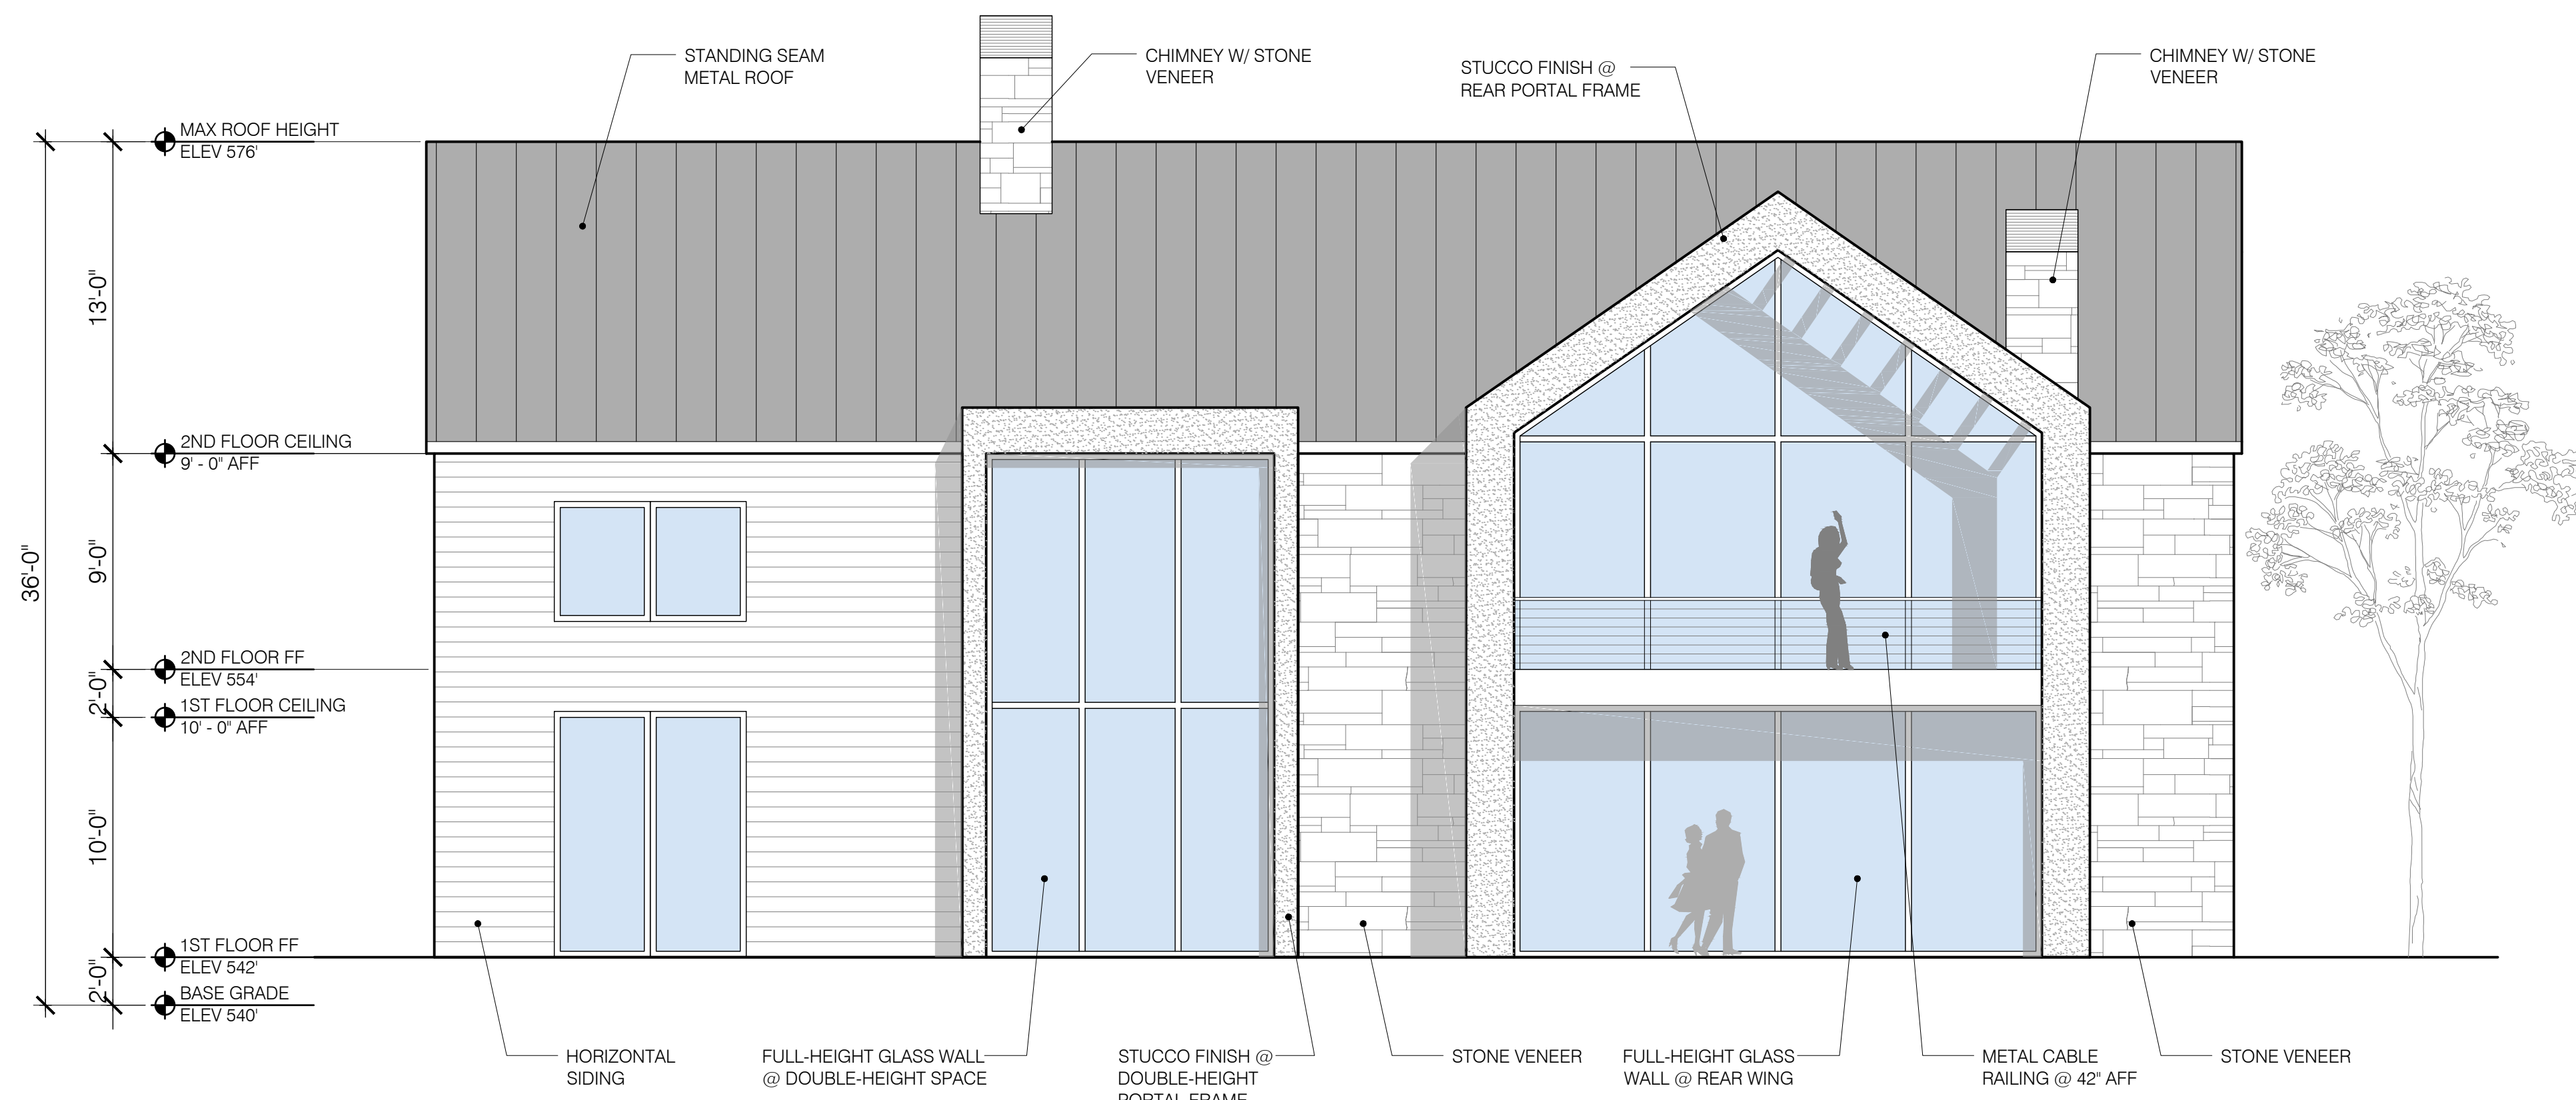 STANDING SEAM
METAL ROOF
CHIMNEY W/ STONE
VENEER
STUCCO FINISH @
REAR PORTAL FRAME
CHIMNEY W/ STONE
VENEER
MAX ROOF HEIGHT
ELEV 576'
13'-0"
2ND FLOOR CEILING
9' - 0" AFF
9'-0"
36'-0"
2ND FLOOR FF
ELEV 554'
2'-0"
1ST FLOOR CEILING
10' - 0" AFF
10'-0"
1ST FLOOR FF
ELEV 542'
2'-0"
BASE GRADE
ELEV 540'
HORIZONTAL
SIDING
FULL-HEIGHT GLASS WALL
@ DOUBLE-HEIGHT SPACE
STUCCO FINISH @
DOUBLE-HEIGHT
PORTAL FRAME
STONE VENEER
FULL-HEIGHT GLASS
WALL @ REAR WING
METAL CABLE
RAILING @ 42" AFF
STONE VENEER